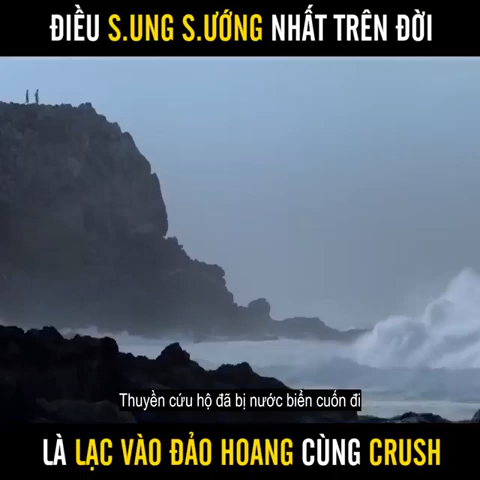 ĐIỀU S.UNG S.ƯỚNG NHẤT TRÊN ĐỜI
Thuyền cứu hộ đã bị nước biển cuốn đi
LÀ LẠC VÀO ĐẢO HOANG CÙNG CRUSH